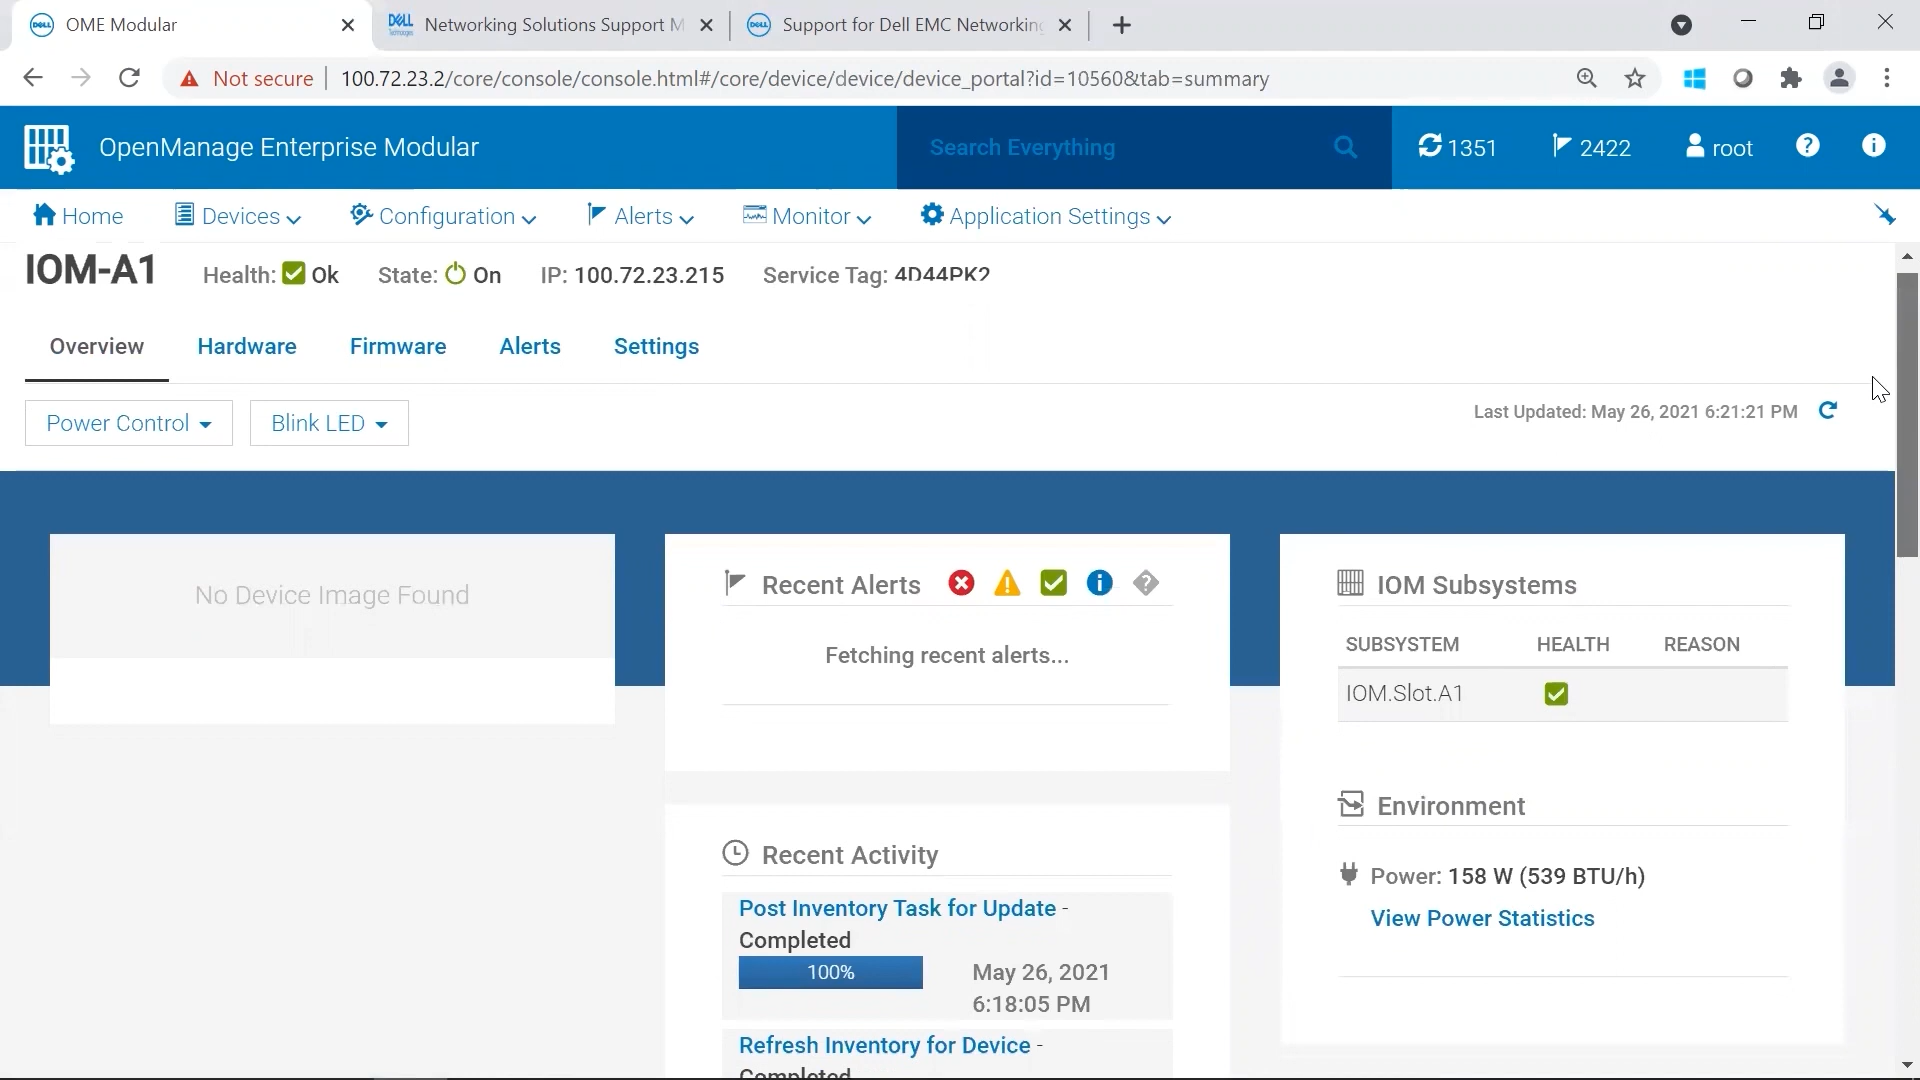 OME Modular
Networking Solutions Support M
Support for Dell EMC Networking
Not secure
100.72.23.2/core/console/console.html#/core/device/device/device_portal?id=10560&tab=summary
OpenManage Enterprise Modular
Search Everything
1351
2422
root
Home
Devices
Configuration
Alerts
Monitor
Application Settings
IOM-A1
Health: Ok
State: On
IP: 100.72.23.215
Service Tag: 4D44PK2
Overview
Hardware
Firmware
Alerts
Settings
Power Control
Blink LED
Last Updated: May 26, 2021 6:21:21 PM
No Device Image Found
Recent Alerts
Fetching recent alerts...
Recent Activity
Post Inventory Task for Update -
Completed
100%
May 26, 2021
6:18:05 PM
Refresh Inventory for Device -
Completed
IOM Subsystems
SUBSYSTEM HEALTH REASON
IOM.Slot.A1
Environment
Power: 158 W (539 BTU/h)
View Power Statistics